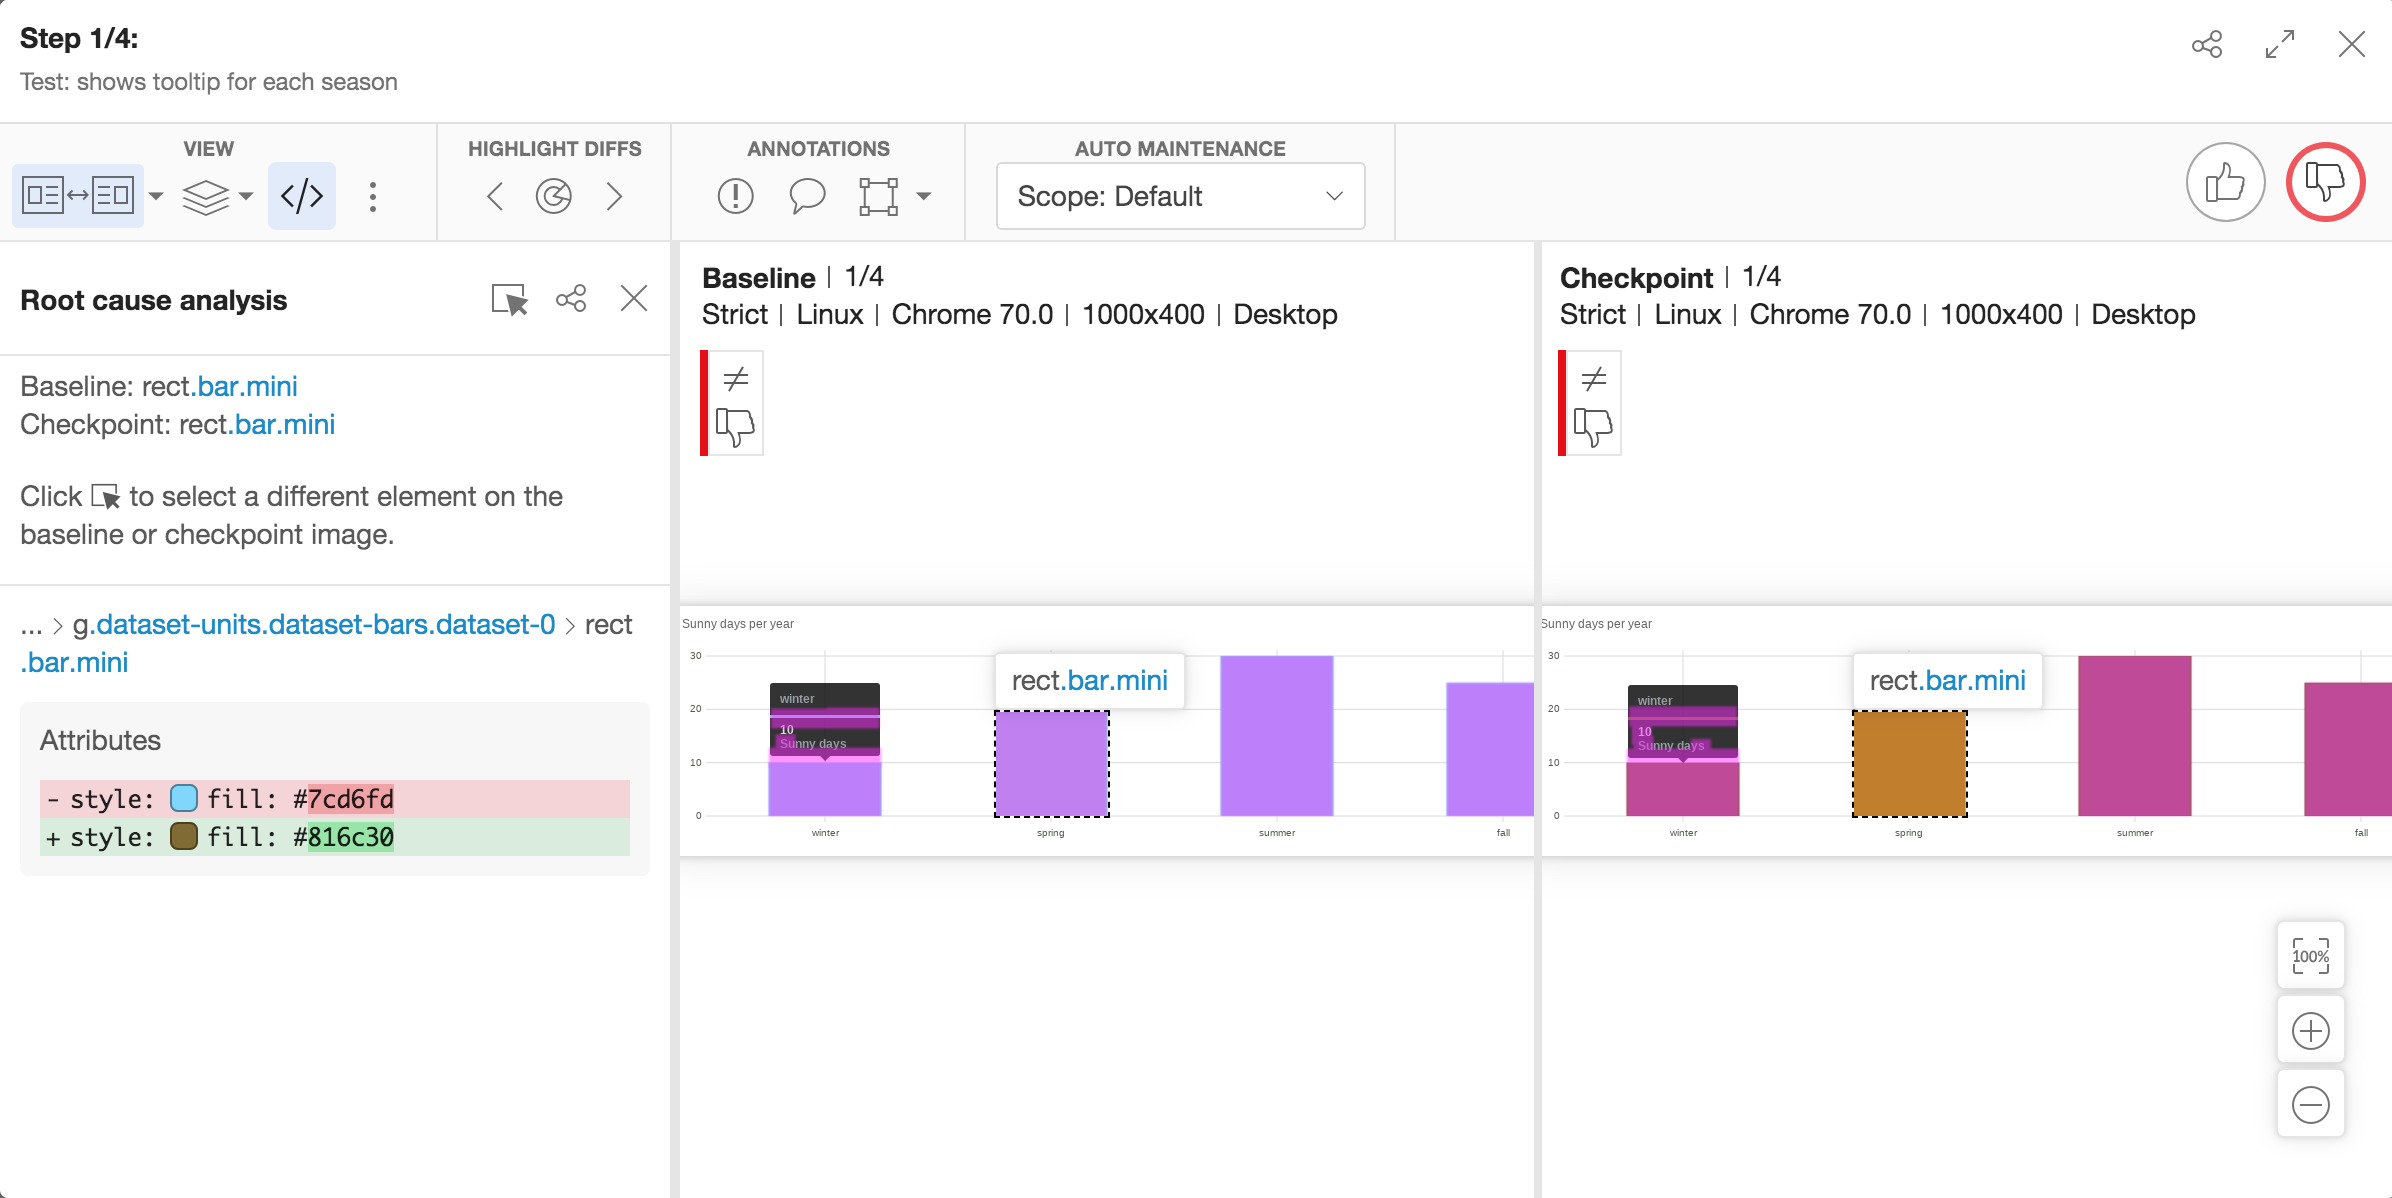 Step 1/4:
Test: shows tooltip for each season
VIEW
HIGHLIGHT DIFFS
ANNOTATIONS
AUTO MAINTENANCE
Scope: Default
Root cause analysis
Baseline: rect.bar.mini
Checkpoint: rect.bar.mini
Click to select a different element on the
baseline or checkpoint image.
... > g.dataset-units.dataset-bars.dataset-0 > rect
.bar.mini
Attributes
- style: fill: #7cd6fd
+ style: fill: #816c30
Baseline | 1/4
Strict | Linux | Chrome 70.0 | 1000x400 | Desktop
≠
Sunny days per year
30
20
10
0
winter
10
Sunny days
rect.bar.mini
winter
spring
summer
fall
Checkpoint | 1/4
Strict | Linux | Chrome 70.0 | 1000x400 | Desktop
≠
Sunny days per year
30
20
10
0
winter
10
Sunny days
rect.bar.mini
winter
spring
summer
fall
100%